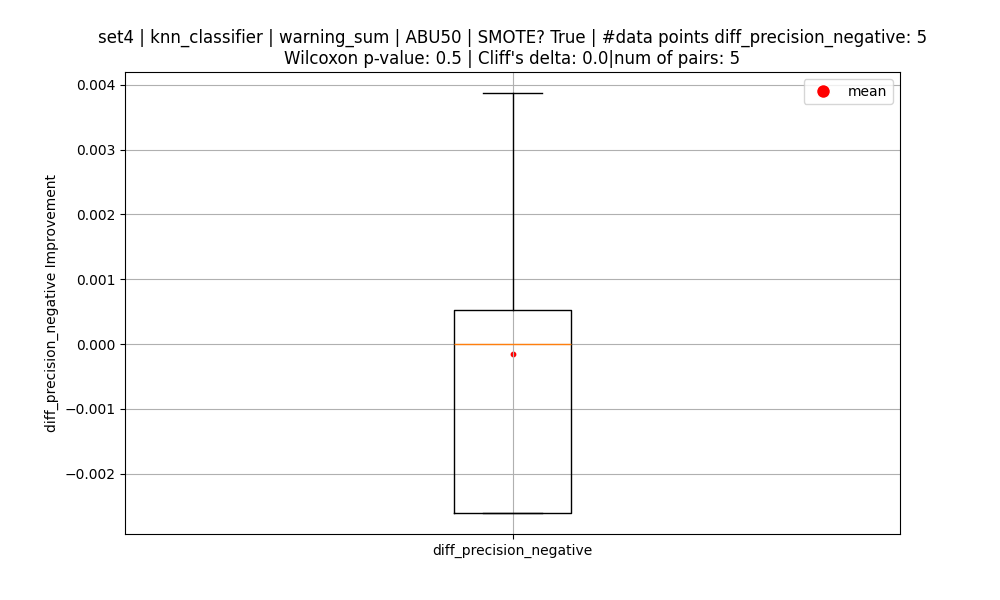 set4 | knn_classifier | warning_sum | ABU50 | SMOTE? True | #data points diff_precision_negative: 5
Wilcoxon p-value: 0.5 | Cliff's delta: 0.0|num of pairs: 5
mean
0.004
0.003
0.002
0.001
0.000
−0.001
−0.002
diff_precision_negative Improvement
diff_precision_negative